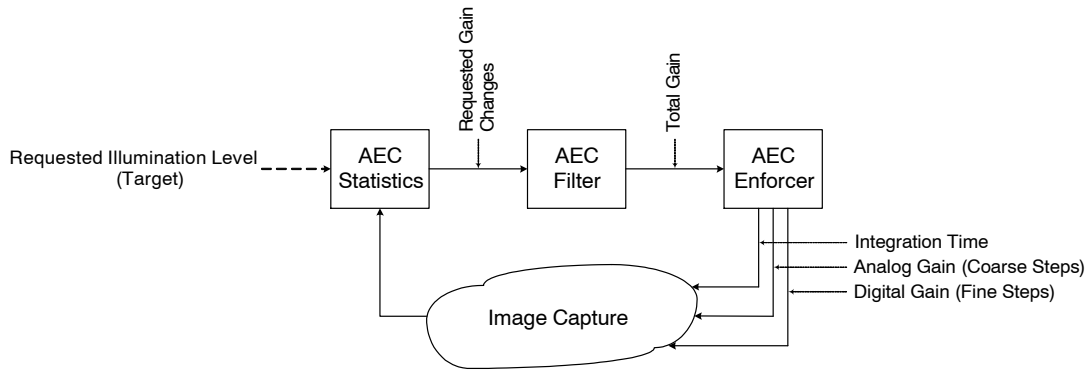 Requested Gain
Changes
Total Gain
Requested Illumination Level
(Target)
AEC
Statistics
AEC
Filter
AEC
Enforcer
Integration Time
Analog Gain (Coarse Steps)
Digital Gain (Fine Steps)
Image Capture